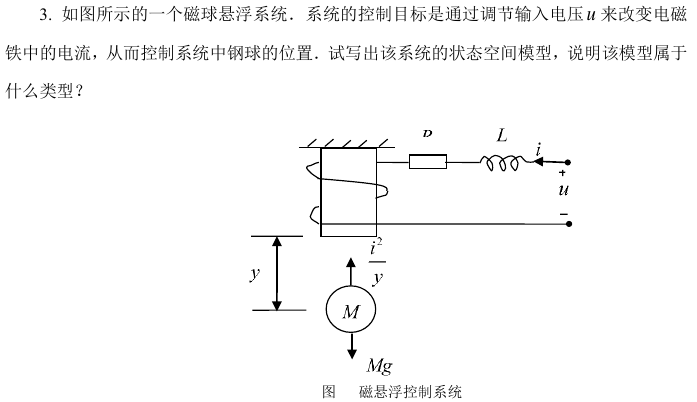 3. 如图所示的一个磁球悬浮系统．系统的控制目标是通过调节输入电压 u 来改变电磁
铁中的电流，从而控制系统中钢球的位置．试写出该系统的状态空间模型，说明该模型属于
什么类型？
L
i
+
u
−
i²
y
y
M
Mg
图 磁悬浮控制系统